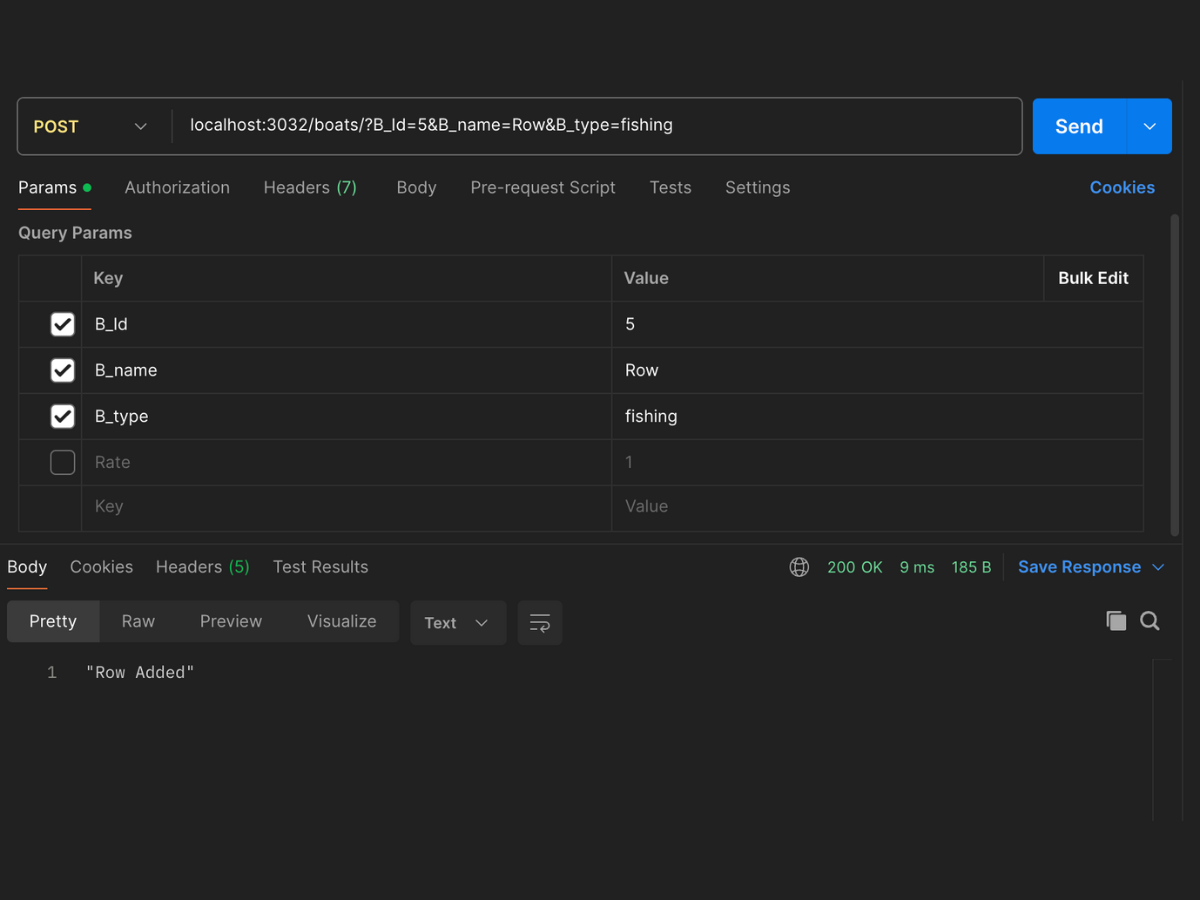 POST localhost:3032/boats/?B_Id=5&B_name=Row&B_type=fishing Send
Params Authorization Headers (7) Body Pre-request Script Tests Settings Cookies
Query Params
Key Value Bulk Edit
B_Id 5
B_name Row
B_type fishing
Rate 1
Key Value
Body Cookies Headers (5) Test Results 200 OK 9 ms 185 B Save Response
Pretty Raw Preview Visualize Text
1 "Row Added"